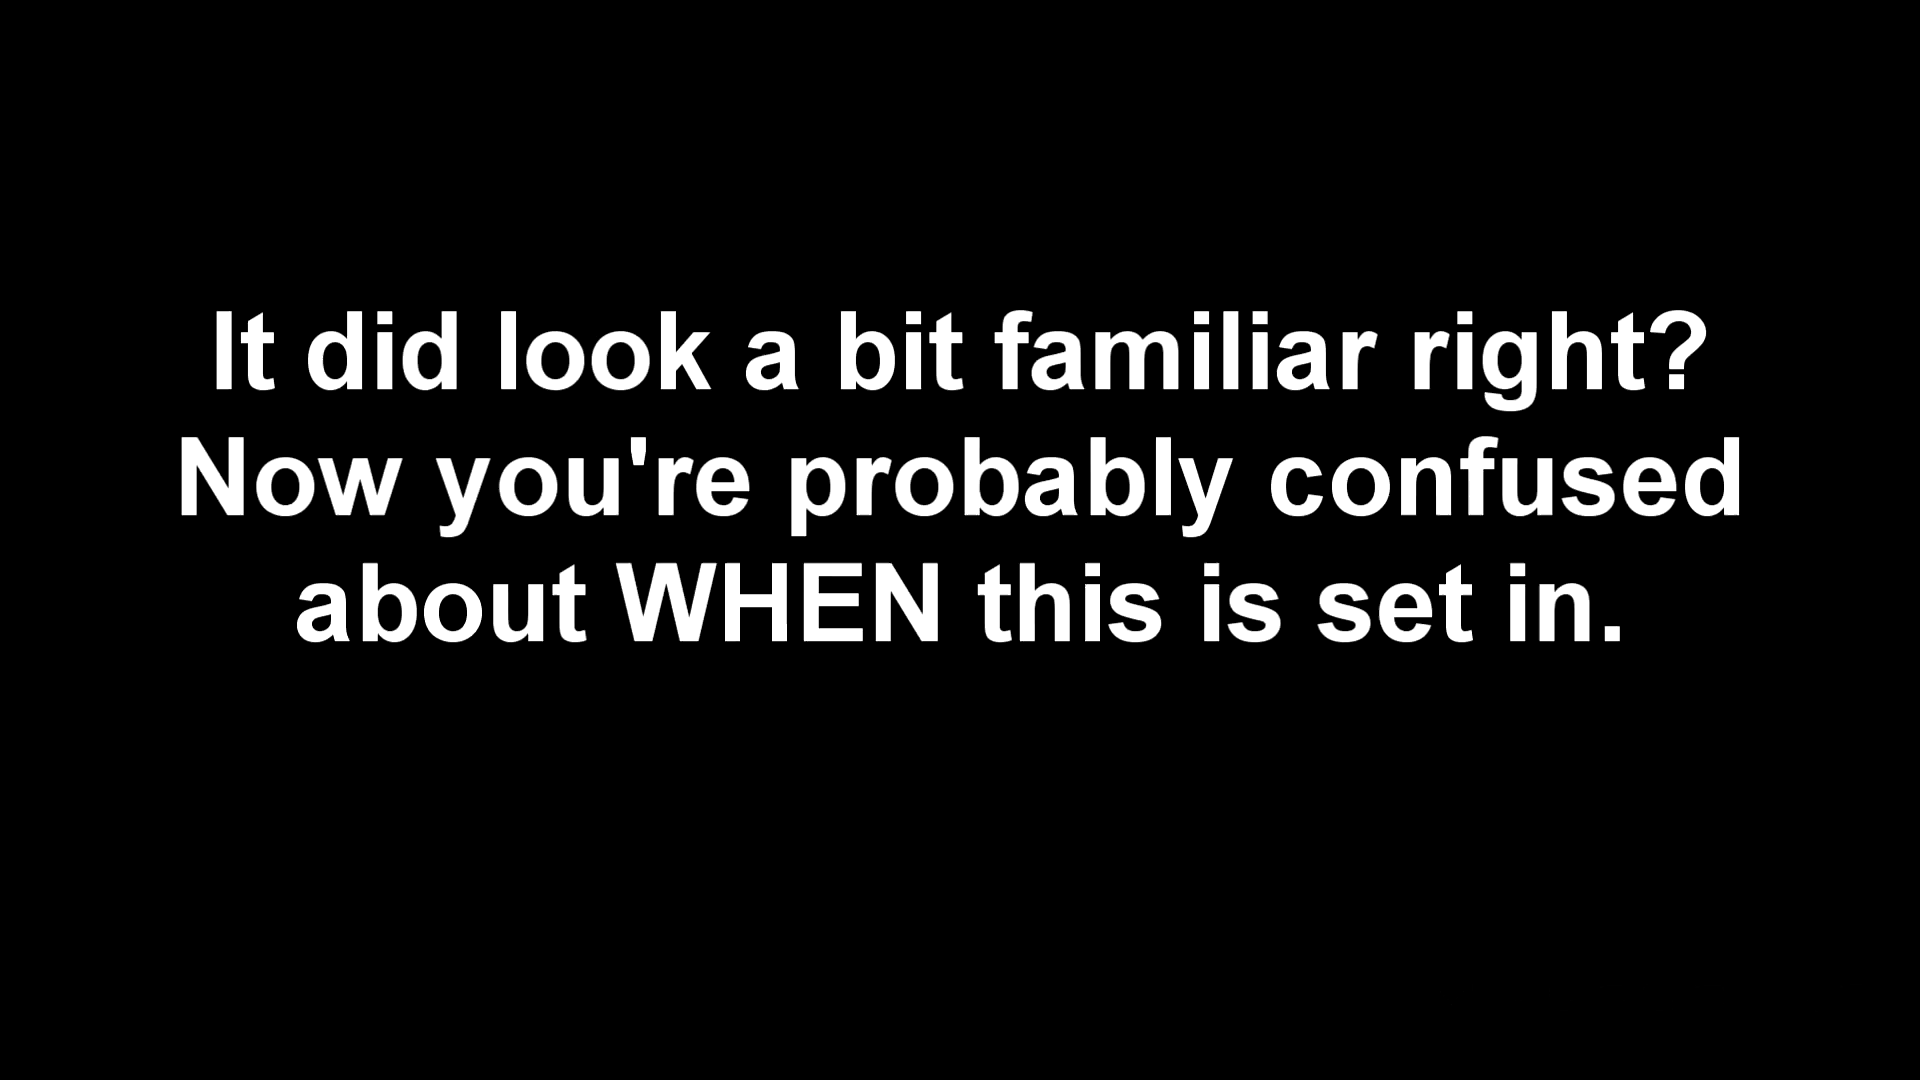 It did look a bit familiar right?
Now you're probably confused
about WHEN this is set in.